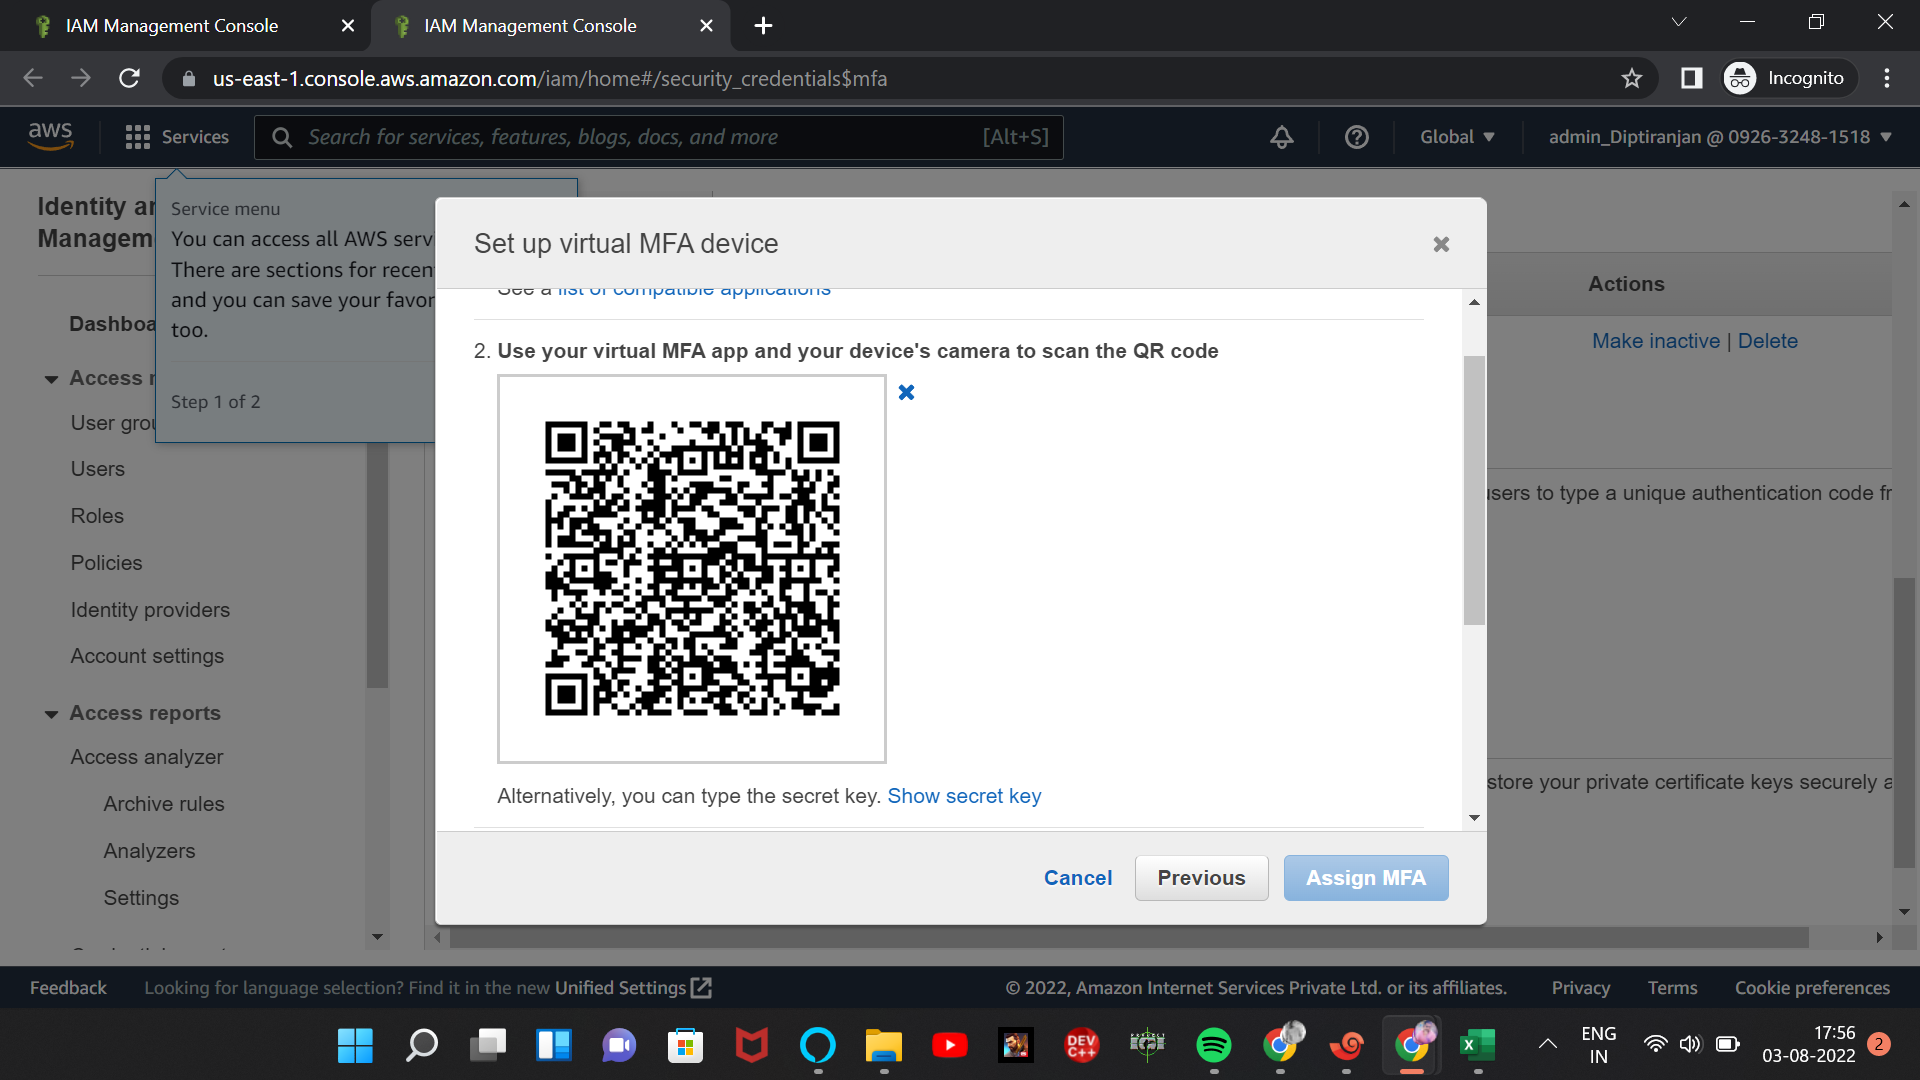 IAM Management Console
IAM Management Console
us-east-1.console.aws.amazon.com/iam/home#/security_credentials$mfa
Incognito
aws
Services
Search for services, features, blogs, docs, and more
[Alt+S]
Global
admin_Diptiranjan @ 0926-3248-1518
Identity ar
Managem
Service menu
You can access all AWS serv
There are sections for recen
and you can save your favor
too.
Step 1 of 2
Dashboa
Access r
User grou
Users
Roles
Policies
Identity providers
Account settings
Access reports
Access analyzer
Archive rules
Analyzers
Settings
Set up virtual MFA device
See a list of compatible applications
2. Use your virtual MFA app and your device's camera to scan the QR code
Alternatively, you can type the secret key. Show secret key
Cancel
Previous
Assign MFA
Actions
Make inactive | Delete
users to type a unique authentication code fr
store your private certificate keys securely a
Feedback
Looking for language selection? Find it in the new Unified Settings
© 2022, Amazon Internet Services Private Ltd. or its affiliates.
Privacy
Terms
Cookie preferences
DEV
C++
ENG
IN
17:56
03-08-2022
2